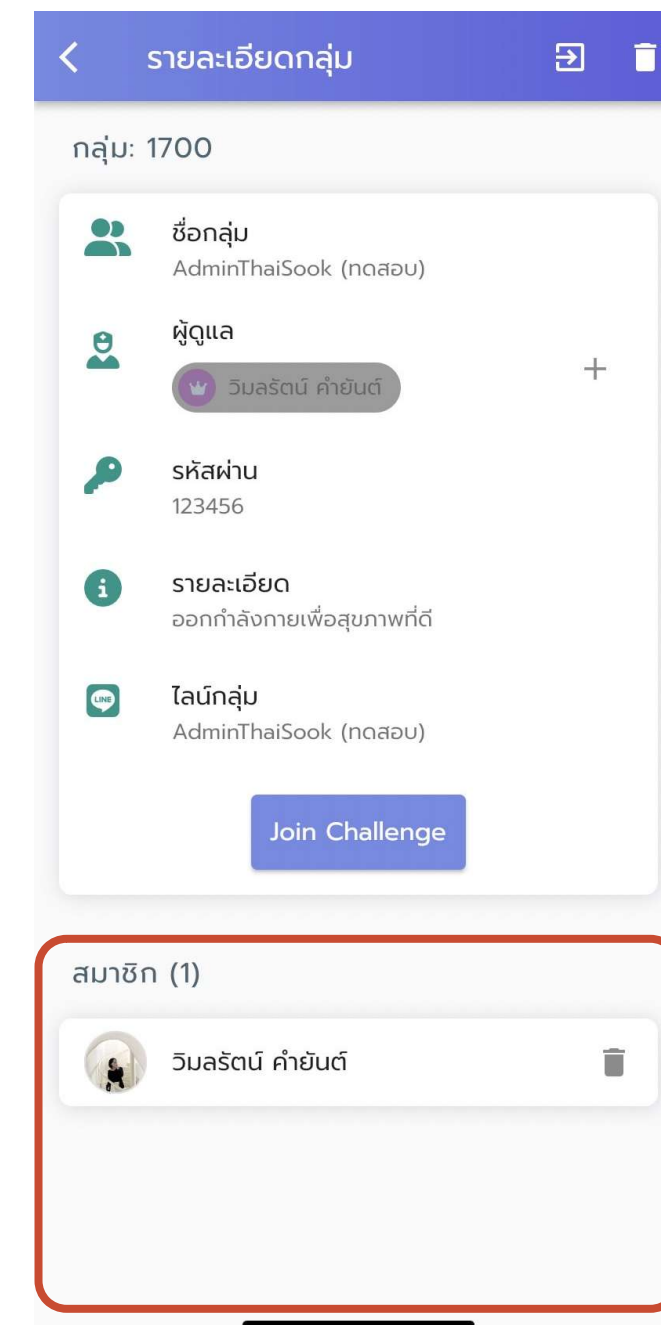 รายละเอียดกลุ่ม
กลุ่ม: 1700
ชื่อกลุ่ม
AdminThaiSook (ทดสอบ)
ผู้ดูแล
วิมลรัตน์ คำยันต์
รหัสผ่าน
123456
รายละเอียด
ออกกำลังกายเพื่อสุขภาพที่ดี
LINE
ไลน์กลุ่ม
AdminThaiSook (ทดสอบ)
Join Challenge
สมาชิก (1)
วิมลรัตน์ คำยันต์